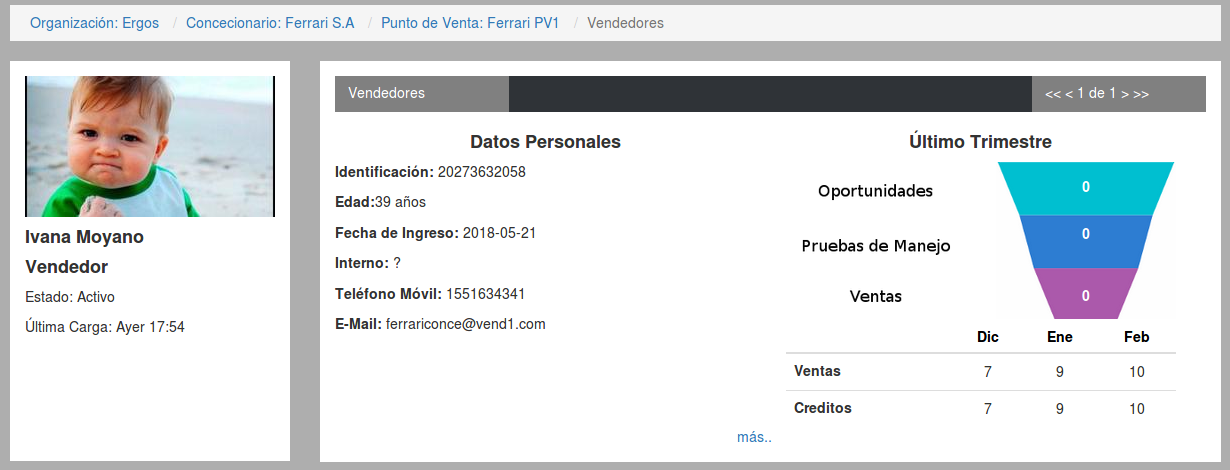 Organización: Ergos / Concecionario: Ferrari S.A / Punto de Venta: Ferrari PV1 / Vendedores
Ivana Moyano
Vendedor
Estado: Activo
Última Carga: Ayer 17:54
Vendedores
<< < 1 de 1 > >>
Datos Personales
Identificación: 20273632058
Edad:39 años
Fecha de Ingreso: 2018-05-21
Interno: ?
Teléfono Móvil: 1551634341
E-Mail: ferrariconce@vend1.com
más..
Último Trimestre
Oportunidades 0
Pruebas de Manejo 0
Ventas 0
Dic Ene Feb
Ventas 7 9 10
Creditos 7 9 10